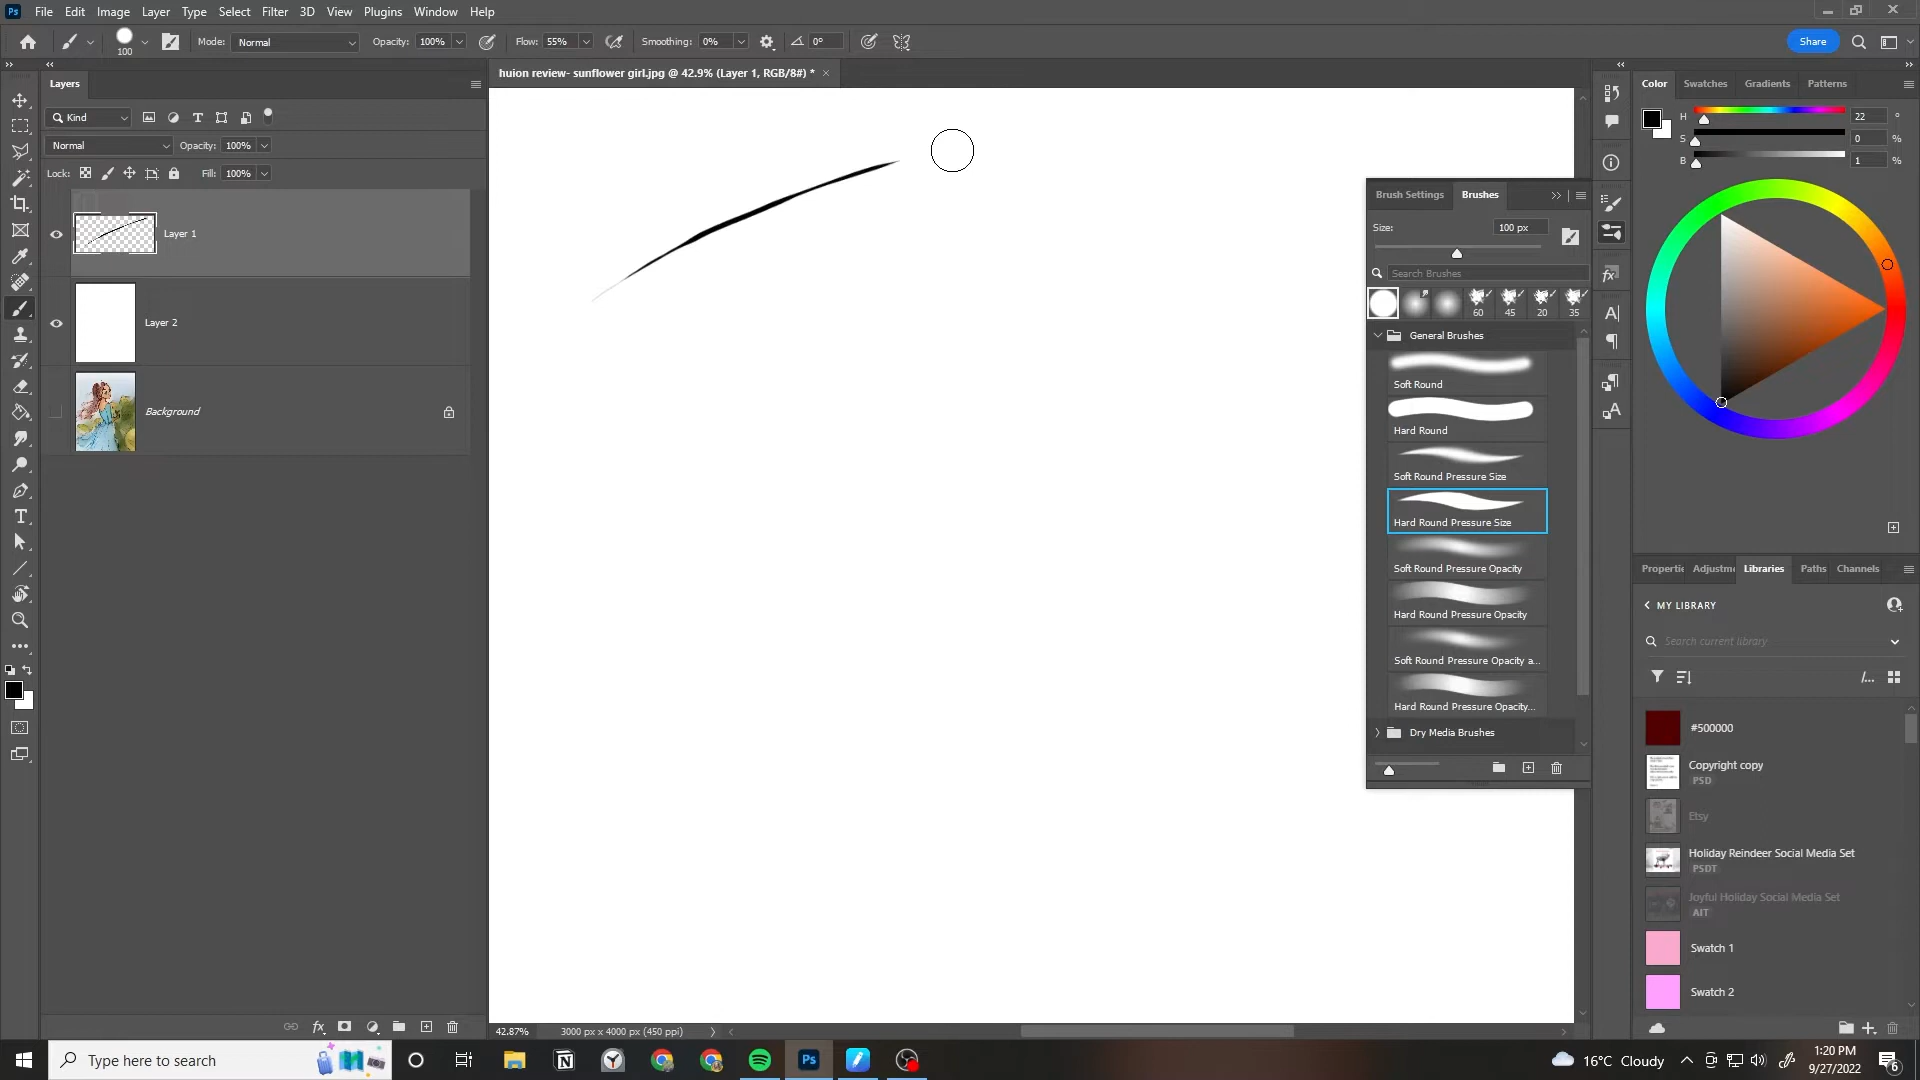 Ps File Edit Image Layer Type Select Filter 3D View Plugins Window Help
100 Mode: Normal Opacity: 100% Flow: 55% Smoothing: 0% 0° Share
Layers
Kind
Normal Opacity: 100%
Lock: Fill: 100%
Layer 1
Layer 2
Background
huion review- sunflower girl.jpg @ 42.9% (Layer 1, RGB/8#) *
Brush Settings Brushes
Size: 100 px
Search Brushes
60 45 20 35
General Brushes
Soft Round
Hard Round
Soft Round Pressure Size
Hard Round Pressure Size
Soft Round Pressure Opacity
Hard Round Pressure Opacity
Soft Round Pressure Opacity a...
Hard Round Pressure Opacity...
Dry Media Brushes
Color Swatches Gradients Patterns
H 22 °
S 0 %
B 1 %
Properti Adjustme Libraries Paths Channels
MY LIBRARY
Search current library
/...
#500000
Copyright copy
PSD
Etsy
Holiday Reindeer Social Media Set
PSDT
Joyful Holiday Social Media Set
AIT
Swatch 1
Swatch 2
42.87% 3000 px x 4000 px (450 ppi)
Type here to search
Ps
16°C Cloudy
1:20 PM
9/27/2022
6